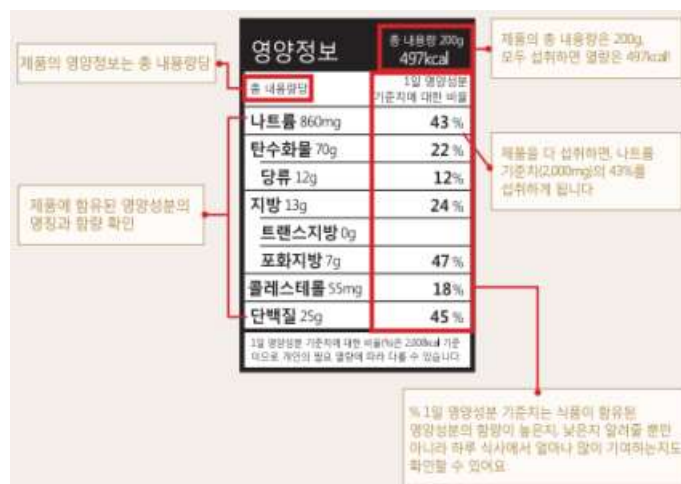 제품의 영양정보는 총 내용량당
제품에 함유된 영양성분의
명칭과 함량 확인
영양정보
총 내용량 200g
497kcal
총 내용량당
1일 영양성분
기준치에 대한 비율
나트륨 860mg 43 %
탄수화물 70g 22 %
당류 12g 12%
지방 13g 24 %
트랜스지방 0g
포화지방 7g 47 %
콜레스테롤 55mg 18%
단백질 25g 45 %
1일 영양성분 기준치에 대한 비율(%)은 2,000kcal 기준
이므로 개인의 필요 열량에 따라 다를 수 있습니다
제품의 총 내용량은 200g,
모두 섭취하면 열량은 497kcal
제품을 다 섭취하면, 나트륨
기준치(2,000mg)의 43%를
섭취하게 됩니다
% 1일 영양성분 기준치는 식품이 함유된
영양성분의 함량이 높은지, 낮은지 알려줄 뿐만
아니라 하루 식사에서 얼마나 많이 기여하는지도
확인할 수 있어요